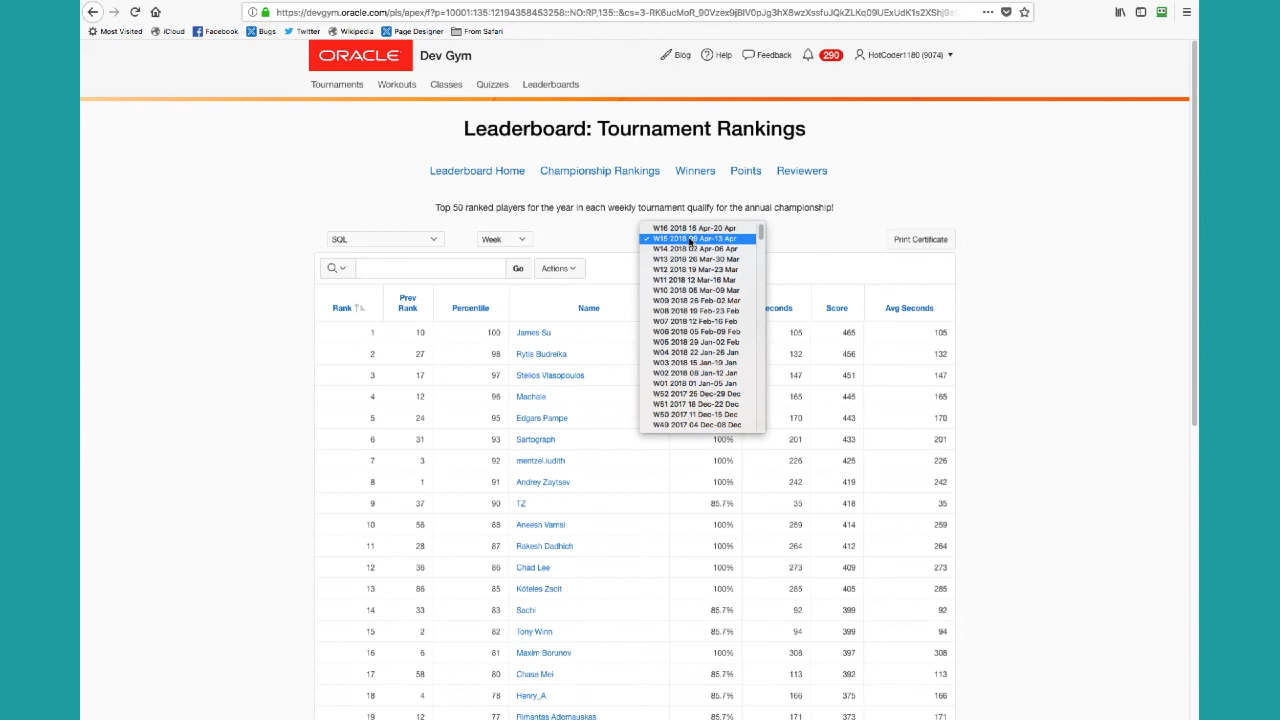 https://devgym.oracle.com/pls/apex/f?p=10001:135:12194358453258::NO:RP,135::&cs=3-RK6ucMoR_90Vzex9jBIV0pJg3hX8wzXssfuJQkZLKq09UExUdK1s2XShj9
Most Visited iCloud Facebook Bugs Twitter Wikipedia Page Designer From Safari
ORACLE Dev Gym Blog Help Feedback 290 HotCoder1180 (9074)
Tournaments Workouts Classes Quizzes Leaderboards
Leaderboard: Tournament Rankings
Leaderboard Home Championship Rankings Winners Points Reviewers
Top 50 ranked players for the year in each weekly tournament qualify for the annual championship!
SQL Week Print Certificate
W16 2018 16 Apr-20 Apr
W15 2018 09 Apr-13 Apr
W14 2018 02 Apr-06 Apr
W13 2018 26 Mar-30 Mar
W12 2018 19 Mar-23 Mar
W11 2018 12 Mar-16 Mar
W10 2018 05 Mar-09 Mar
W09 2018 26 Feb-02 Mar
W08 2018 19 Feb-23 Feb
W07 2018 12 Feb-16 Feb
W06 2018 05 Feb-09 Feb
W05 2018 29 Jan-02 Feb
W04 2018 22 Jan-26 Jan
W03 2018 15 Jan-19 Jan
W02 2018 08 Jan-12 Jan
W01 2018 01 Jan-05 Jan
W52 2017 25 Dec-29 Dec
W51 2017 18 Dec-22 Dec
W50 2017 11 Dec-15 Dec
W49 2017 04 Dec-08 Dec
Go Actions
Rank Prev Rank Percentile Name econds Score Avg Seconds
1 10 100 James Su 105 465 105
2 27 98 Rytis Budreika 132 456 132
3 17 97 Stelios Vlasopoulos 147 451 147
4 12 96 Machale 165 445 165
5 24 95 Edgars Pampe 170 443 170
6 31 93 Sartograph 100% 201 433 201
7 3 92 mentzel.iudith 100% 226 425 226
8 1 91 Andrey Zaytsev 100% 242 419 242
9 37 90 TZ 85.7% 35 418 35
10 56 88 Aneesh Vamsi 100% 259 414 259
11 28 87 Rakesh Dadhich 100% 264 412 264
12 36 86 Chad Lee 100% 273 409 273
13 86 85 Köteles Zsolt 100% 285 405 285
14 33 83 Sachi 85.7% 92 399 92
15 2 82 Tony Winn 85.7% 94 399 94
16 6 81 Maxim Borunov 100% 308 397 308
17 58 80 Chase Mei 85.7% 113 392 113
18 4 78 Henry_A 85.7% 166 375 166
19 12 77 Rimantas Adomauskas 85.7% 171 373 171